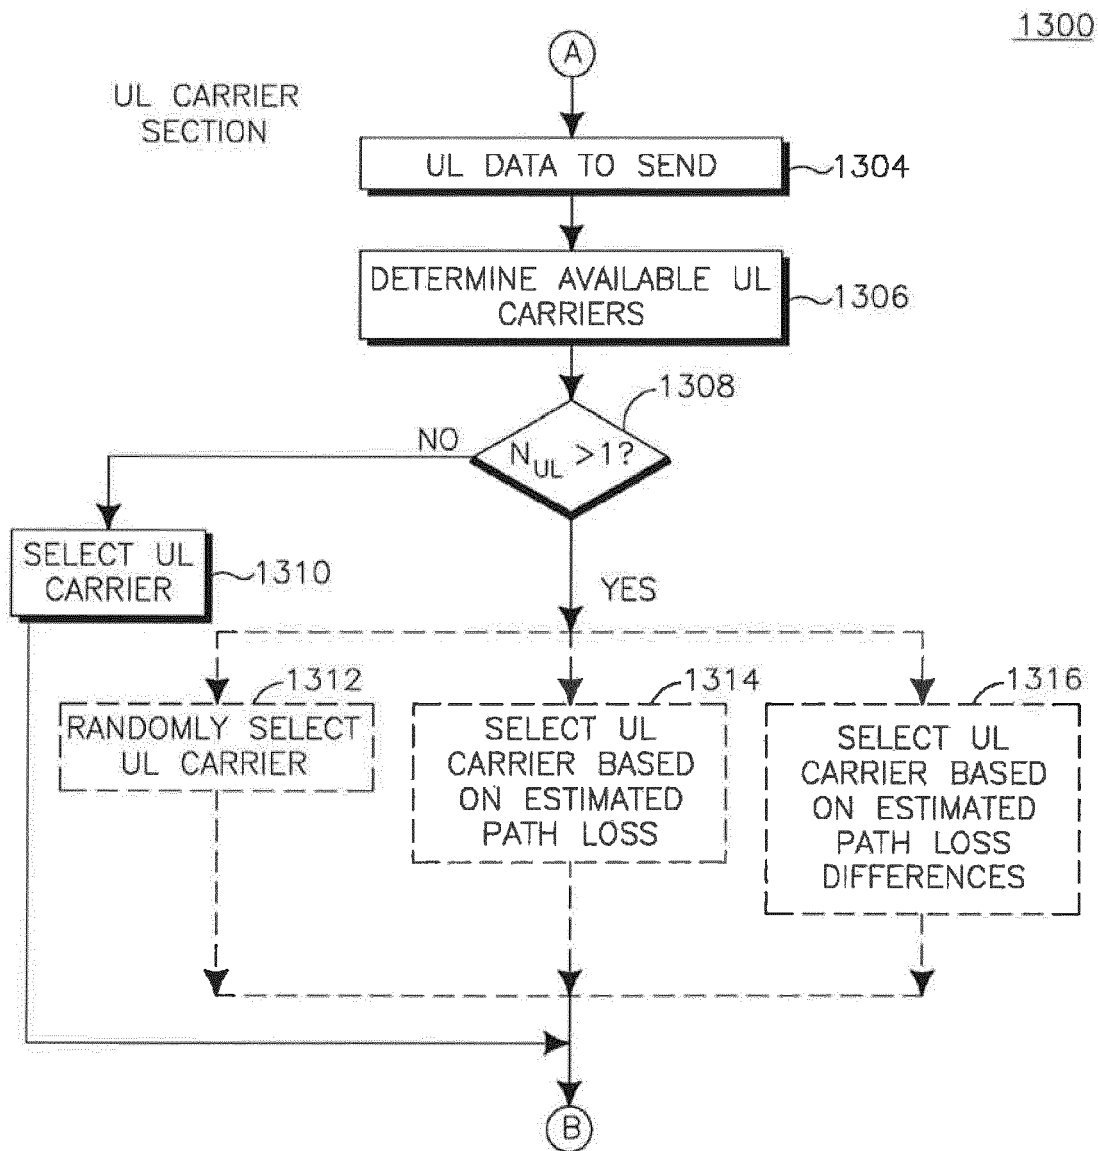 1300
A
UL CARRIER
SECTION
UL DATA TO SEND
1304
DETERMINE AVAILABLE UL
CARRIERS
1306
1308
NO
N_UL >1?
SELECT UL
CARRIER
1310
YES
1312
RANDOMLY SELECT
UL CARRIER
1314
SELECT UL
CARRIER BASED
ON ESTIMATED
PATH LOSS
1316
SELECT UL
CARRIER BASED
ON ESTIMATED
PATH LOSS
DIFFERENCES
B